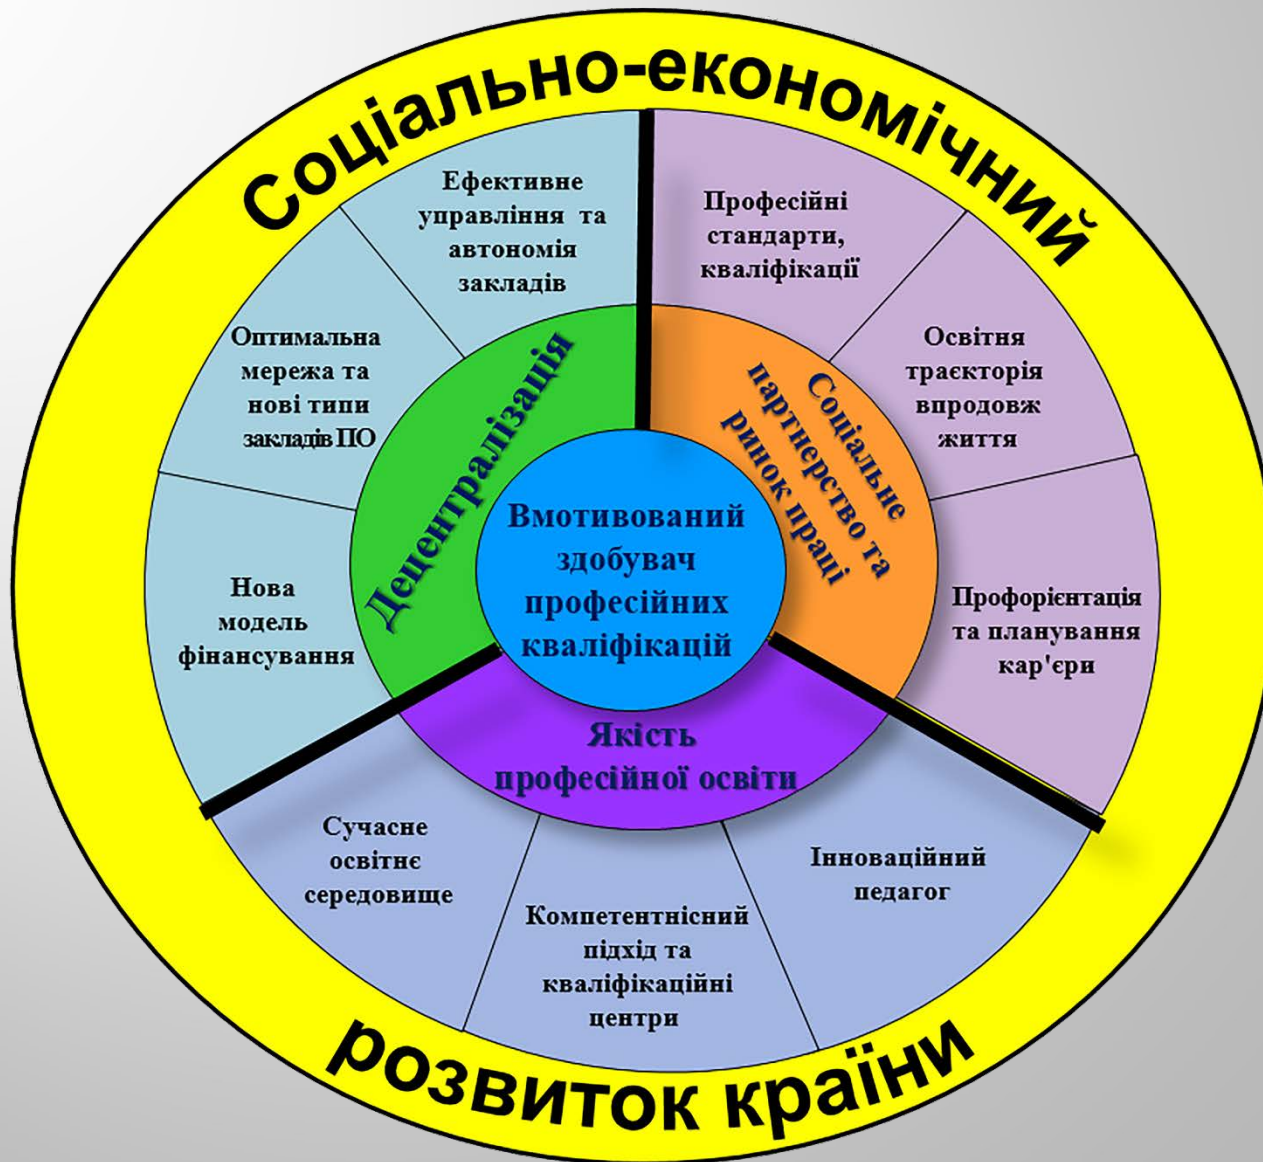 Соціально-економічний
Ефективне
управління та
автономія
закладів
Професійні
стандарти,
кваліфікації
Оптимальна
мережа та
нові типи
закладів ПО
Освітня
траєкторія
впродовж
життя
Нова
модель
фінансування
Профорієнтація
та планування
кар'єри
Децентралізація
Соціальне
партнерство та
ринок праці
Вмотивований
здобувач
професійних
кваліфікацій
Якість
професійної освіти
Сучасне
освітнє
середовище
Компетентнісний
підхід та
кваліфікаційні
центри
Інноваційний
педагог
розвиток країни